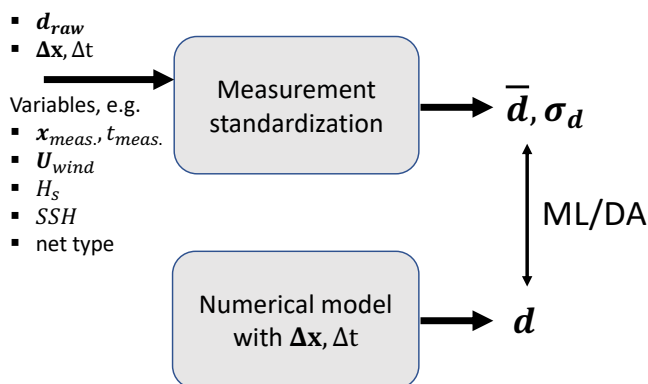 ▪ d_raw
▪ Δx, Δt
Variables, e.g.
▪ x_meas., t_meas.
▪ U_wind
▪ H_s
▪ SSH
▪ net type
Measurement
standardization
d̅, σ_d
ML/DA
Numerical model
with Δx, Δt
d